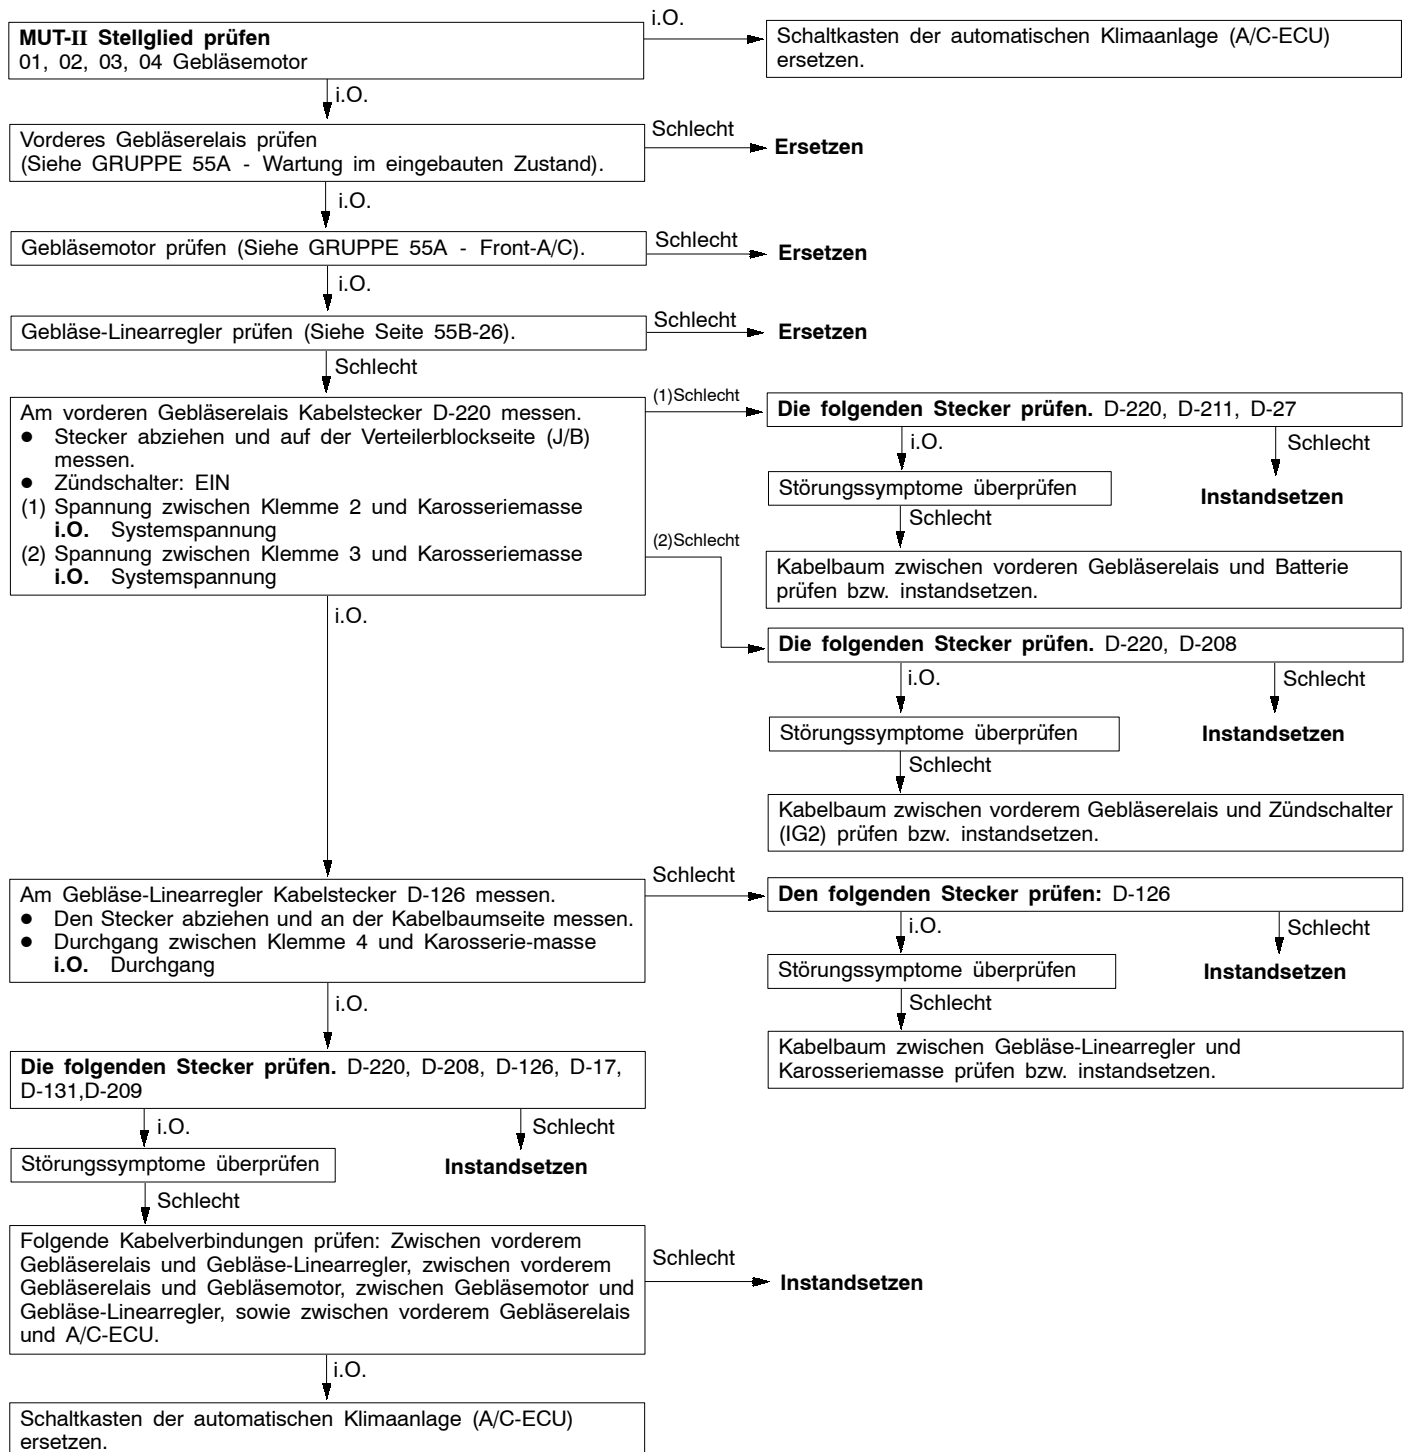 MUT-II Stellglied prüfen
01, 02, 03, 04 Gebläsemotor
i.O.
Schaltkasten der automatischen Klimaanlage (A/C-ECU)
ersetzen.
i.O.
Vorderes Gebläserelais prüfen
(Siehe GRUPPE 55A - Wartung im eingebauten Zustand).
Schlecht
Ersetzen
i.O.
Gebläsemotor prüfen (Siehe GRUPPE 55A - Front-A/C).
Schlecht
Ersetzen
i.O.
Gebläse-Linearregler prüfen (Siehe Seite 55B-26).
Schlecht
Ersetzen
Schlecht
Am vorderen Gebläserelais Kabelstecker D-220 messen.
● Stecker abziehen und auf der Verteilerblockseite (J/B)
messen.
● Zündschalter: EIN
(1) Spannung zwischen Klemme 2 und Karosseriemasse
i.O. Systemspannung
(2) Spannung zwischen Klemme 3 und Karosseriemasse
i.O. Systemspannung
(1)Schlecht
Die folgenden Stecker prüfen. D-220, D-211, D-27
i.O.
Schlecht
Störungssymptome überprüfen
Instandsetzen
Schlecht
Kabelbaum zwischen vorderen Gebläserelais und Batterie
prüfen bzw. instandsetzen.
(2)Schlecht
Die folgenden Stecker prüfen. D-220, D-208
i.O.
Schlecht
Störungssymptome überprüfen
Instandsetzen
Schlecht
Kabelbaum zwischen vorderem Gebläserelais und Zündschalter
(IG2) prüfen bzw. instandsetzen.
i.O.
Am Gebläse-Linearregler Kabelstecker D-126 messen.
● Den Stecker abziehen und an der Kabelbaumseite messen.
● Durchgang zwischen Klemme 4 und Karosserie-masse
i.O. Durchgang
Schlecht
Den folgenden Stecker prüfen: D-126
i.O.
Schlecht
Störungssymptome überprüfen
Instandsetzen
Schlecht
Kabelbaum zwischen Gebläse-Linearregler und
Karosseriemasse prüfen bzw. instandsetzen.
i.O.
Die folgenden Stecker prüfen. D-220, D-208, D-126, D-17,
D-131,D-209
i.O.
Schlecht
Störungssymptome überprüfen
Instandsetzen
Schlecht
Folgende Kabelverbindungen prüfen: Zwischen vorderem
Gebläserelais und Gebläse-Linearregler, zwischen vorderem
Gebläserelais und Gebläsemotor, zwischen Gebläsemotor und
Gebläse-Linearregler, sowie zwischen vorderem Gebläserelais
und A/C-ECU.
Schlecht
Instandsetzen
i.O.
Schaltkasten der automatischen Klimaanlage (A/C-ECU)
ersetzen.